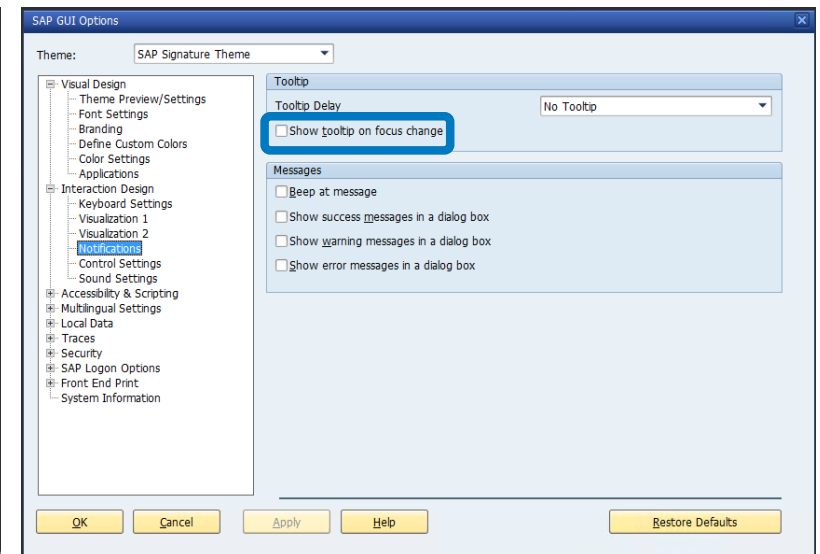 SAP GUI Options
Theme:
SAP Signature Theme
Visual Design
Theme Preview/Settings
Font Settings
Branding
Define Custom Colors
Color Settings
Applications
Interaction Design
Keyboard Settings
Visualization 1
Visualization 2
Notifications
Control Settings
Sound Settings
Accessibility & Scripting
Multilingual Settings
Local Data
Traces
Security
SAP Logon Options
Front End Print
System Information
Tooltip
Tooltip Delay
No Tooltip
Show tooltip on focus change
Messages
Beep at message
Show success messages in a dialog box
Show warning messages in a dialog box
Show error messages in a dialog box
OK
Cancel
Apply
Help
Restore Defaults